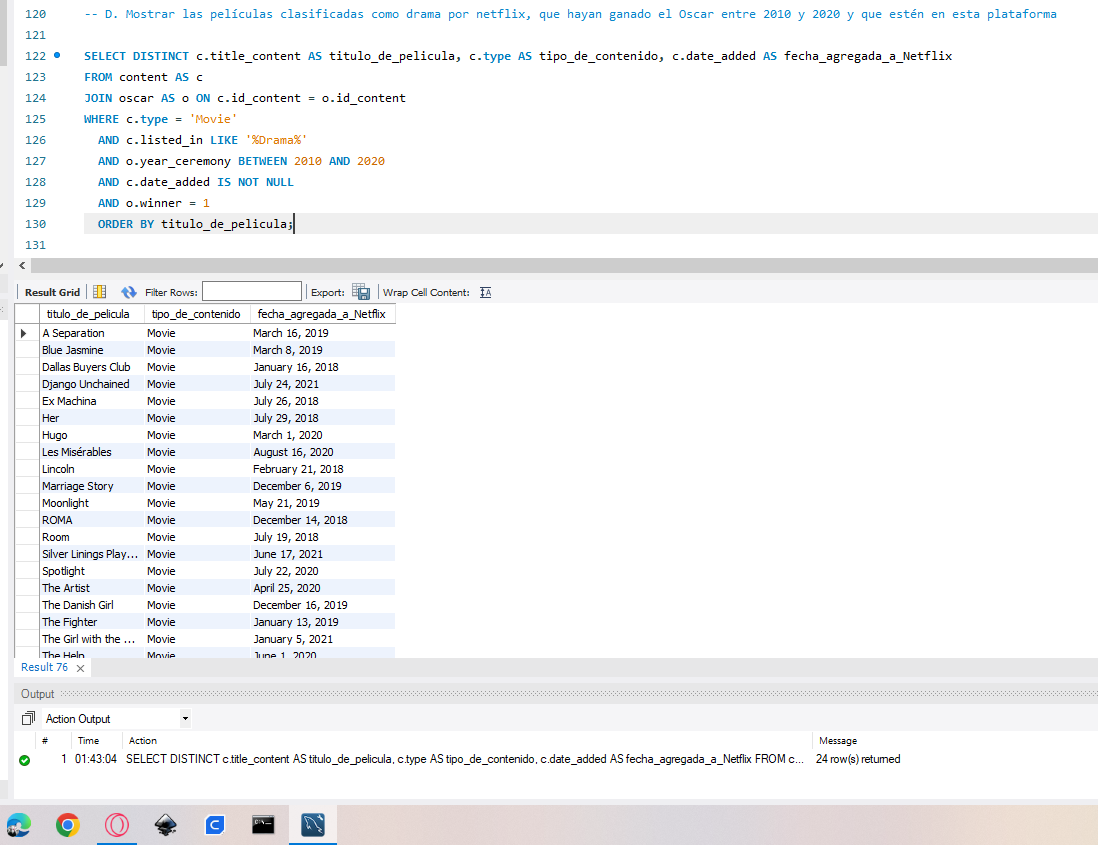 120 -- D. Mostrar las películas clasificadas como drama por netflix, que hayan ganado el Oscar entre 2010 y 2020 y que estén en esta plataforma
121
122 SELECT DISTINCT c.title_content AS titulo_de_pelicula, c.type AS tipo_de_contenido, c.date_added AS fecha_agregada_a_Netflix
123 FROM content AS c
124 JOIN oscar AS o ON c.id_content = o.id_content
125 WHERE c.type = 'Movie'
126 AND c.listed_in LIKE '%Drama%'
127 AND o.year_ceremony BETWEEN 2010 AND 2020
128 AND c.date_added IS NOT NULL
129 AND o.winner = 1
130 ORDER BY titulo_de_pelicula;
131
Result Grid Filter Rows: Export: Wrap Cell Content: IA
titulo_de_pelicula tipo_de_contenido fecha_agregada_a_Netflix
A Separation Movie March 16, 2019
Blue Jasmine Movie March 8, 2019
Dallas Buyers Club Movie January 16, 2018
Django Unchained Movie July 24, 2021
Ex Machina Movie July 26, 2018
Her Movie July 29, 2018
Hugo Movie March 1, 2020
Les Misérables Movie August 16, 2020
Lincoln Movie February 21, 2018
Marriage Story Movie December 6, 2019
Moonlight Movie May 21, 2019
ROMA Movie December 14, 2018
Room Movie July 19, 2018
Silver Linings Play... Movie June 17, 2021
Spotlight Movie July 22, 2020
The Artist Movie April 25, 2020
The Danish Girl Movie December 16, 2019
The Fighter Movie January 13, 2019
The Girl with the ... Movie January 5, 2021
The Help Movie June 1, 2020
Result 76
Output
Action Output
# Time Action Message
1 01:43:04 SELECT DISTINCT c.title_content AS titulo_de_pelicula, c.type AS tipo_de_contenido, c.date_added AS fecha_agregada_a_Netflix FROM c... 24 row(s) returned